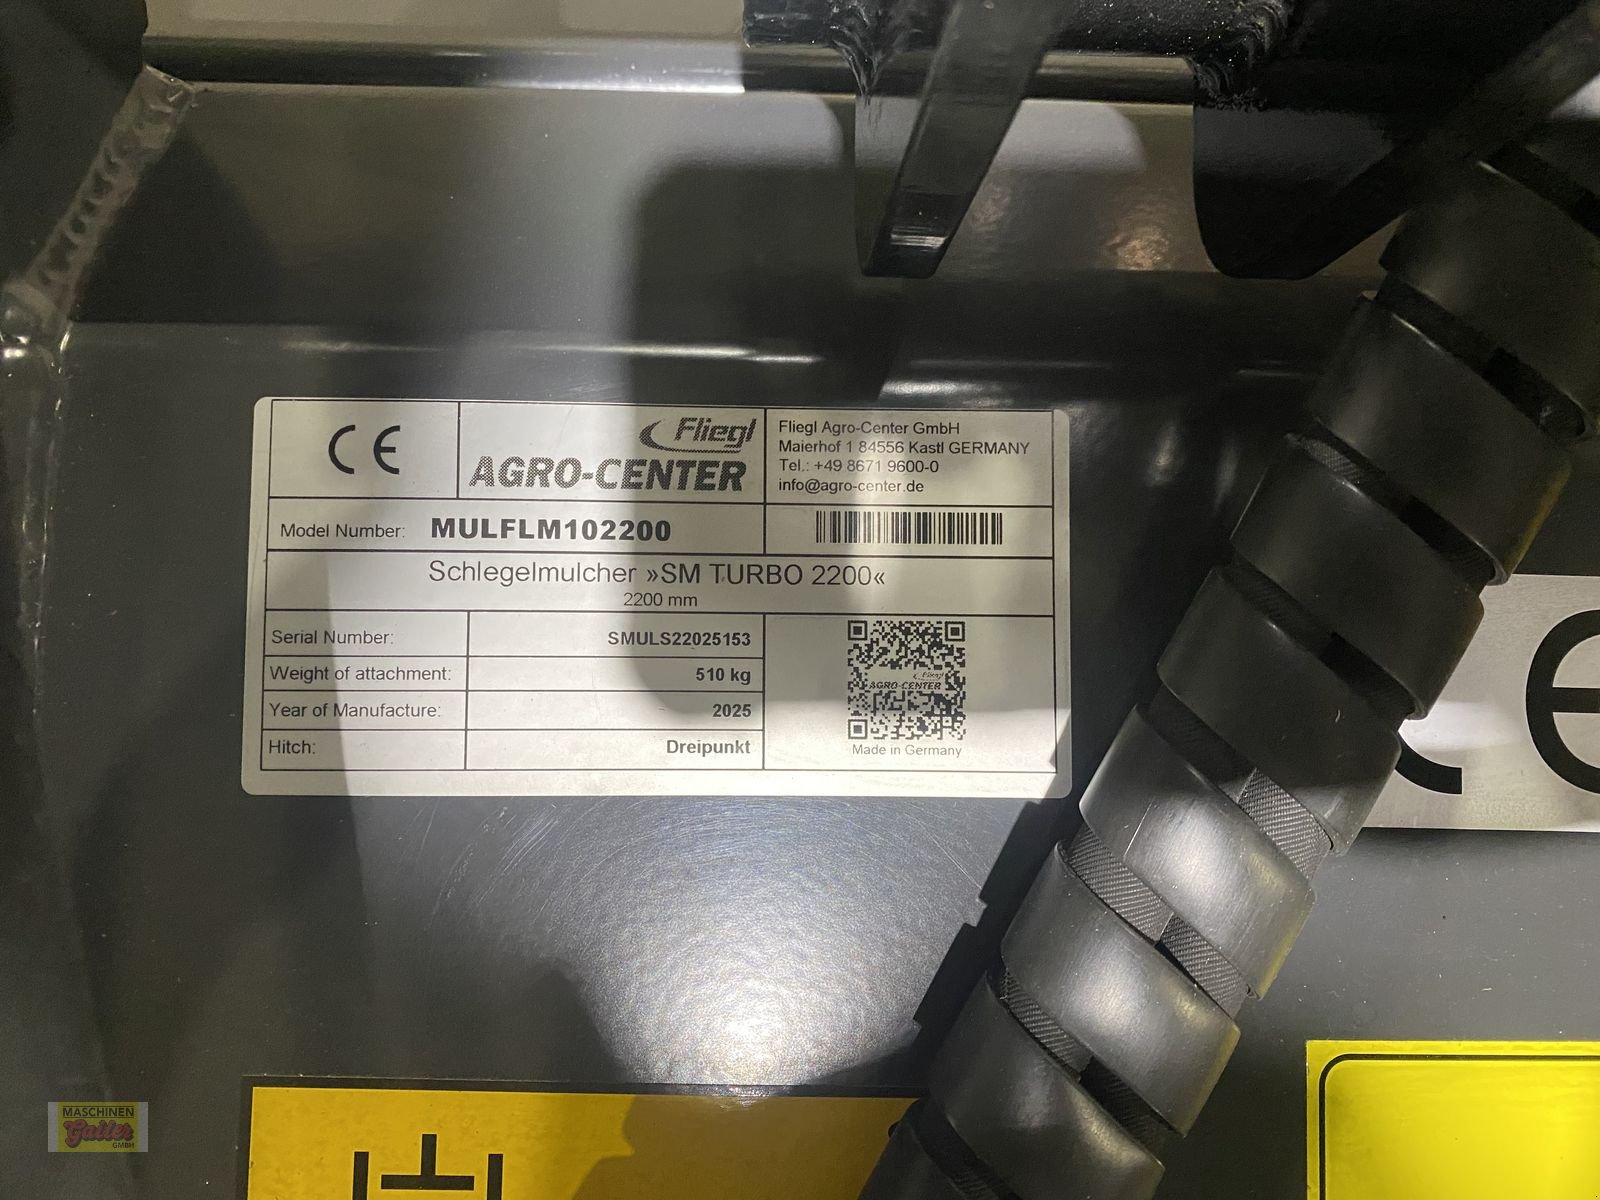 CE
Fliegl
AGRO-CENTER
Fliegl Agro-Center GmbH
Maierhof 1 84556 Kastl GERMANY
Tel.: +49 8671 9600-0
info@agro-center.de
Model Number: MULFLM102200
Schlegelmulcher »SM TURBO 2200«
2200 mm
Serial Number: SMULS22025153
Weight of attachment: 510 kg
Year of Manufacture: 2025
Hitch: Dreipunkt
Fliegl
AGRO-CENTER
Made in Germany
CE
MASCHINEN
Gailer
GMBH